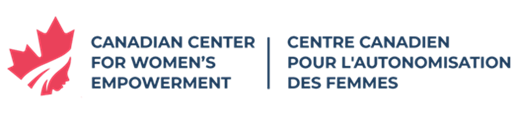 CANADIAN CENTER
FOR WOMEN'S
EMPOWERMENT
CENTRE CANADIEN
POUR L'AUTONOMISATION
DES FEMMES